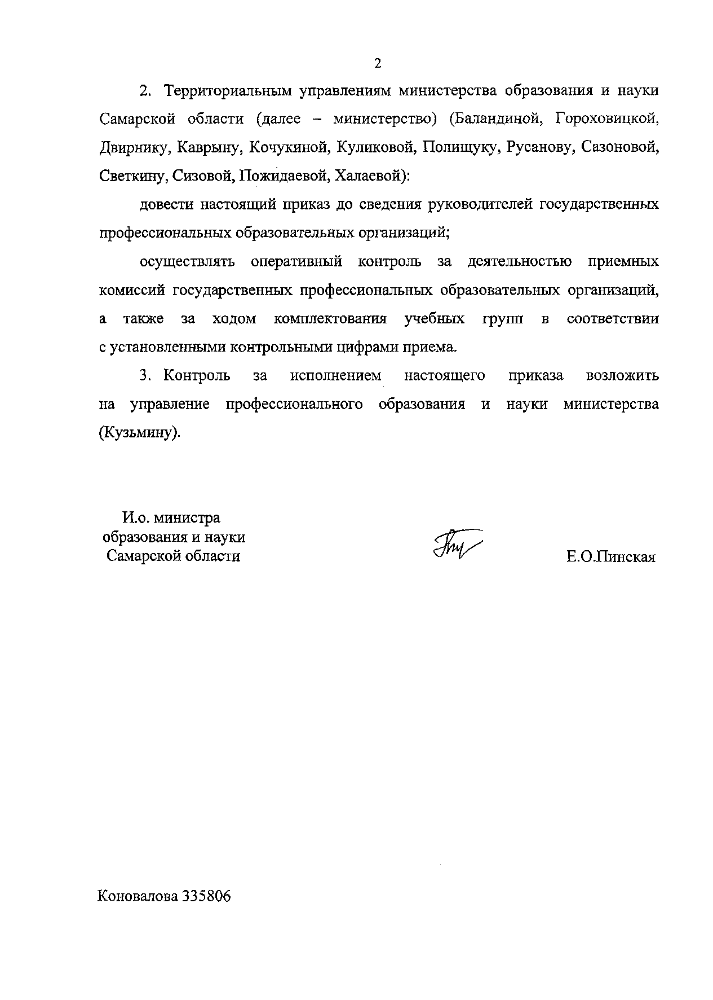 2
2. Территориальным управлениям министерства образования и науки
Самарской области (далее – министерство) (Баландиной, Гороховицкой,
Двирнику, Каврыну, Кочукиной, Куликовой, Полищуку, Русанову, Сазоновой,
Светкину, Сизовой, Пожидаевой, Халаевой):
довести настоящий приказ до сведения руководителей государственных
профессиональных образовательных организаций;
осуществлять оперативный контроль за деятельностью приемных
комиссий государственных профессиональных образовательных организаций,
а также за ходом комплектования учебных групп в соответствии
с установленными контрольными цифрами приема.
3. Контроль за исполнением настоящего приказа возложить
на управление профессионального образования и науки министерства
(Кузьмину).
И.о. министра
образования и науки
Самарской области Е.О.Пинская
Коновалова 335806